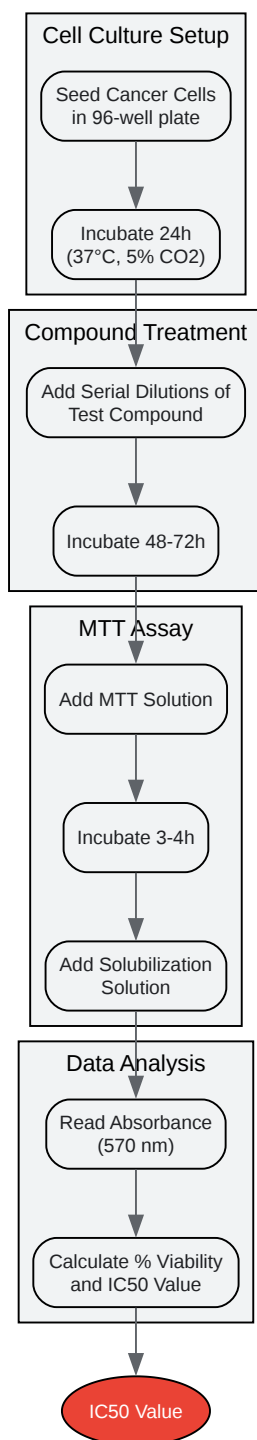 Cell Culture Setup
Seed Cancer Cells
in 96-well plate
Incubate 24h
(37°C, 5% CO2)
Compound Treatment
Add Serial Dilutions of
Test Compound
Incubate 48-72h
MTT Assay
Add MTT Solution
Incubate 3-4h
Add Solubilization
Solution
Data Analysis
Read Absorbance
(570 nm)
Calculate % Viability
and IC50 Value
IC50 Value